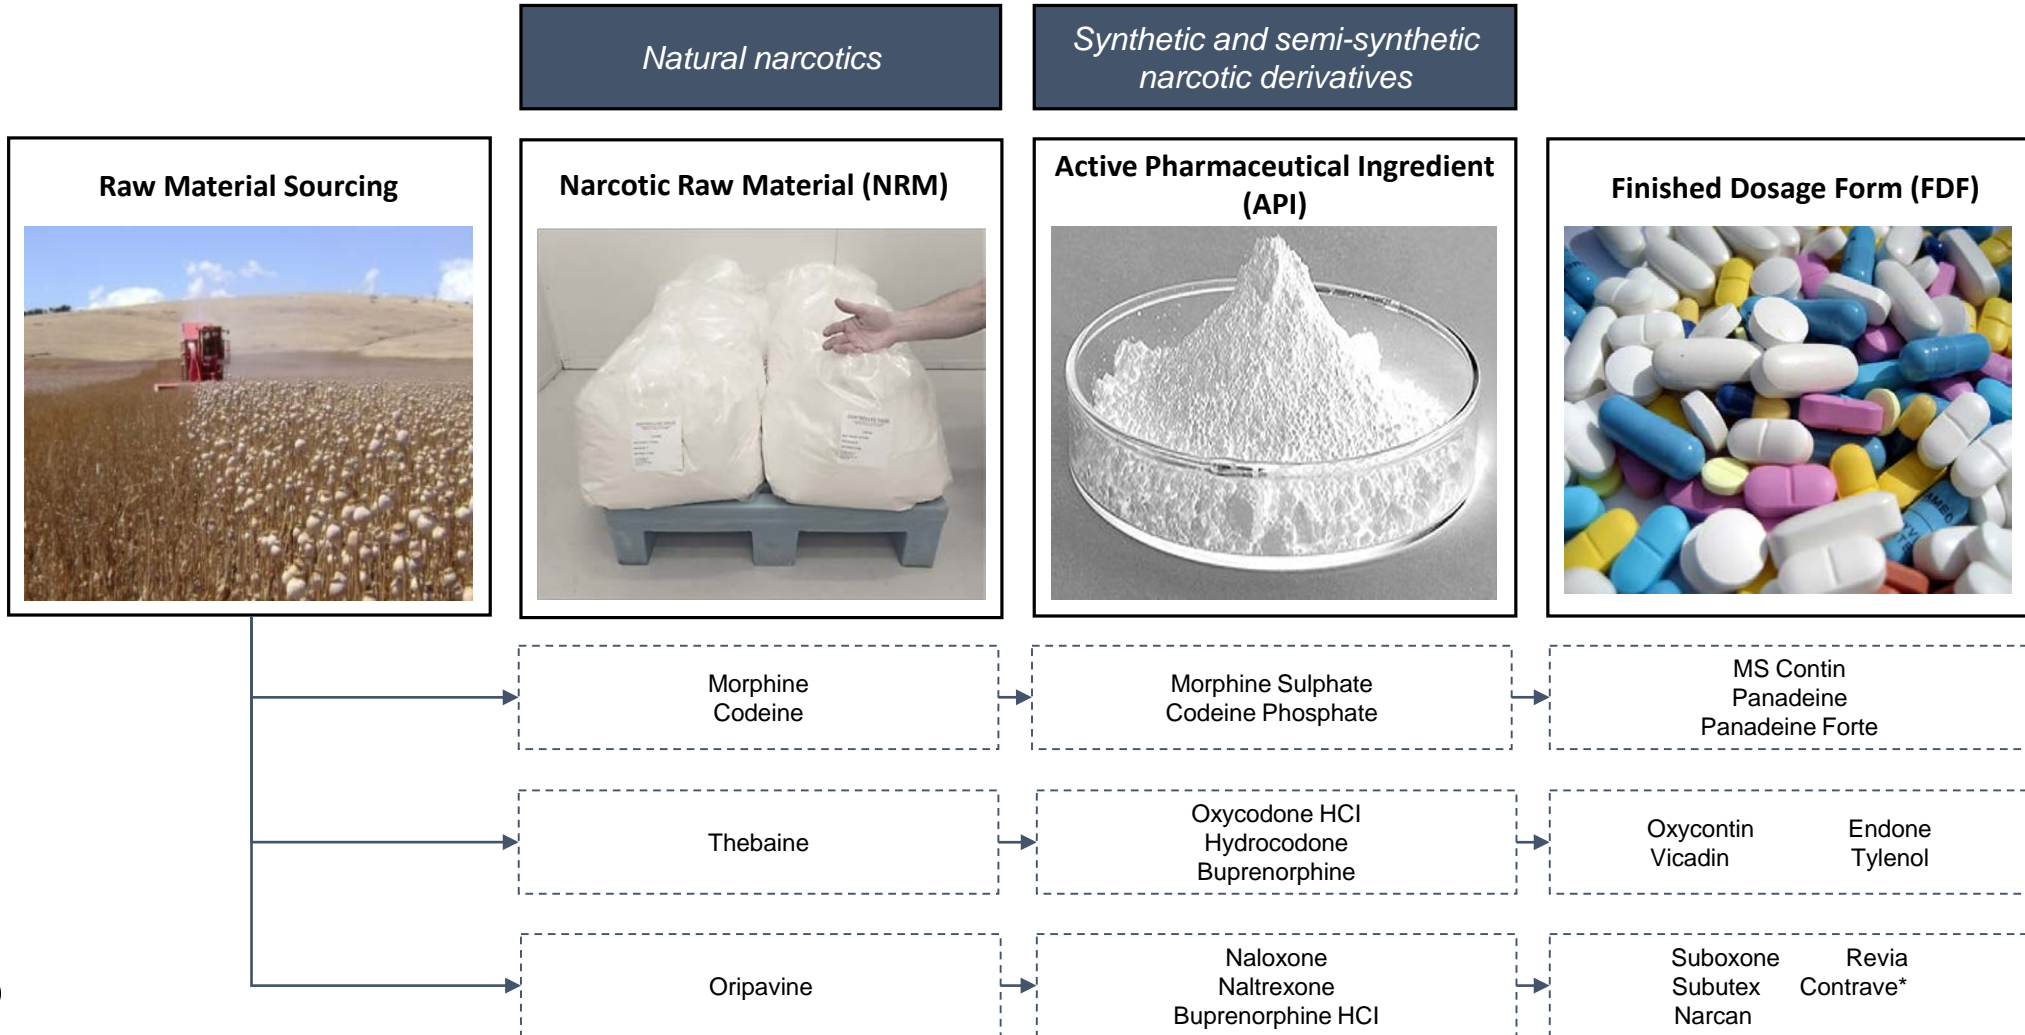 Natural narcotics
Synthetic and semi-synthetic
narcotic derivatives
Raw Material Sourcing
Narcotic Raw Material (NRM)
Active Pharmaceutical Ingredient
(API)
Finished Dosage Form (FDF)
Morphine
Codeine
Morphine Sulphate
Codeine Phosphate
MS Contin
Panadeine
Panadeine Forte
Thebaine
Oxycodone HCI
Hydrocodone
Buprenorphine
Oxycontin Endone
Vicadin Tylenol
Oripavine
Naloxone
Naltrexone
Buprenorphine HCI
Suboxone Revia
Subutex Contrave*
Narcan